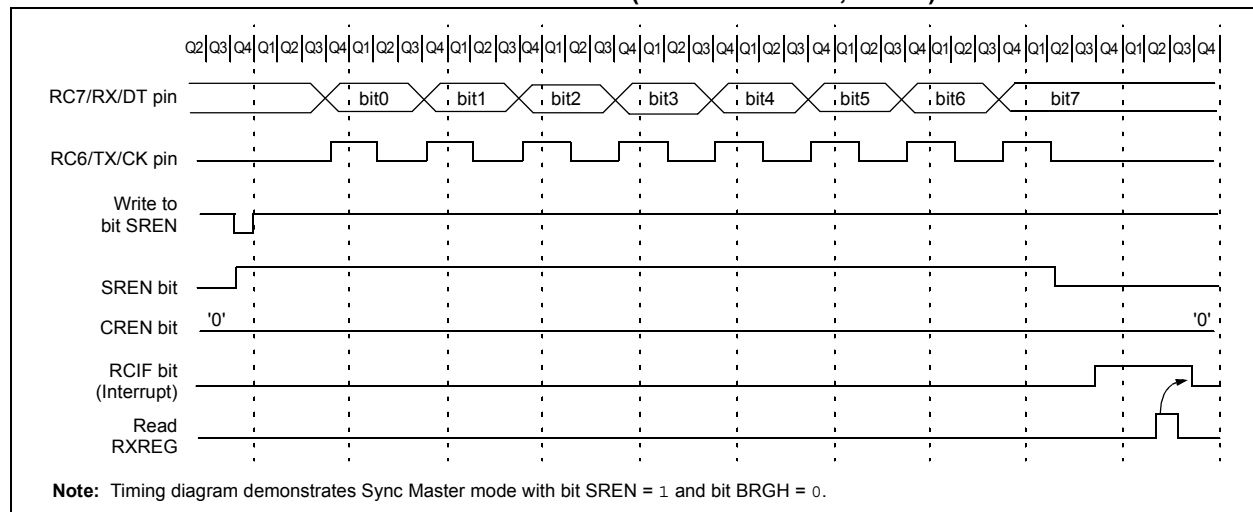 Q2|Q3|Q4|Q1|Q2|Q3|Q4|Q1|Q2|Q3|Q4|Q1|Q2|Q3|Q4|Q1|Q2|Q3|Q4|Q1|Q2|Q3|Q4|Q1|Q2|Q3|Q4|Q1|Q2|Q3|Q4|Q1|Q2|Q3|Q4|Q1|Q2|Q3|Q4|Q1|Q2|Q3|Q4
RC7/RX/DT pin bit0 bit1 bit2 bit3 bit4 bit5 bit6 bit7
RC6/TX/CK pin
Write to
bit SREN
SREN bit
CREN bit '0' '0'
RCIF bit
(Interrupt)
Read
RXREG
Note: Timing diagram demonstrates Sync Master mode with bit SREN = 1 and bit BRGH = 0.